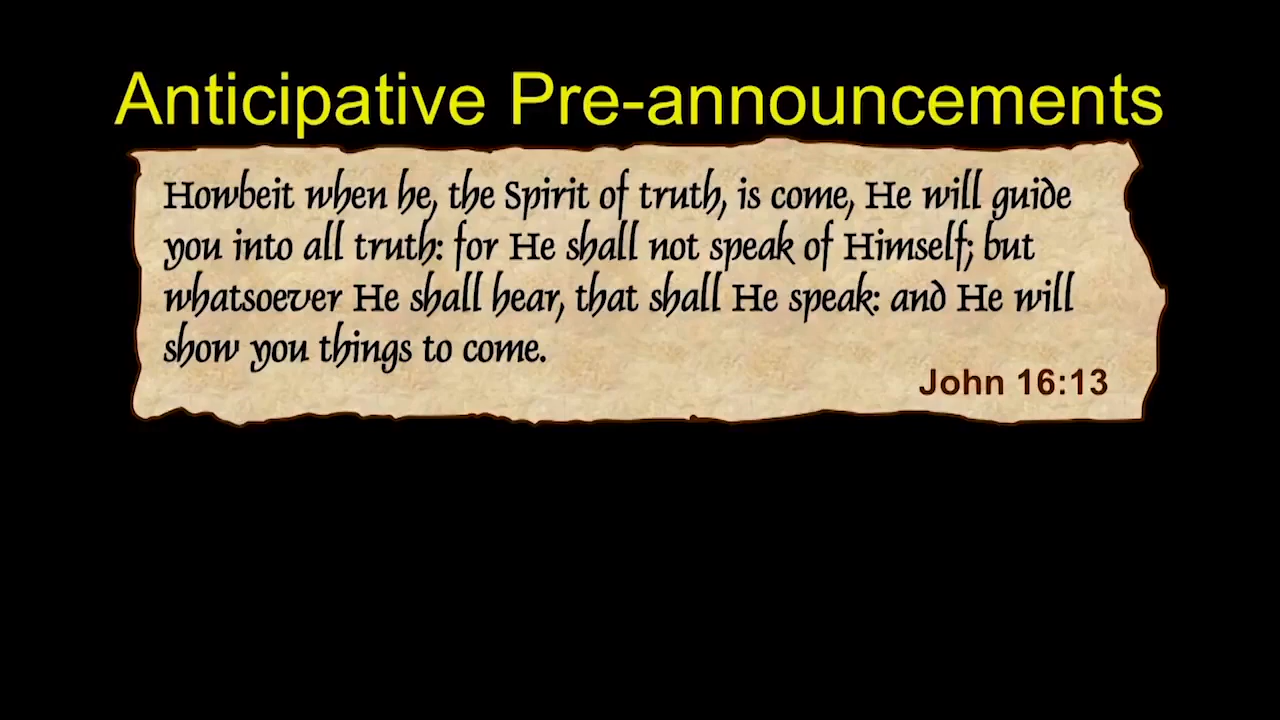 Anticipative Pre-announcements
Howbeit when he, the Spirit of truth, is come, He will guide
you into all truth: for He shall not speak of Himself; but
whatsoever He shall hear, that shall He speak: and He will
show you things to come.
John 16:13